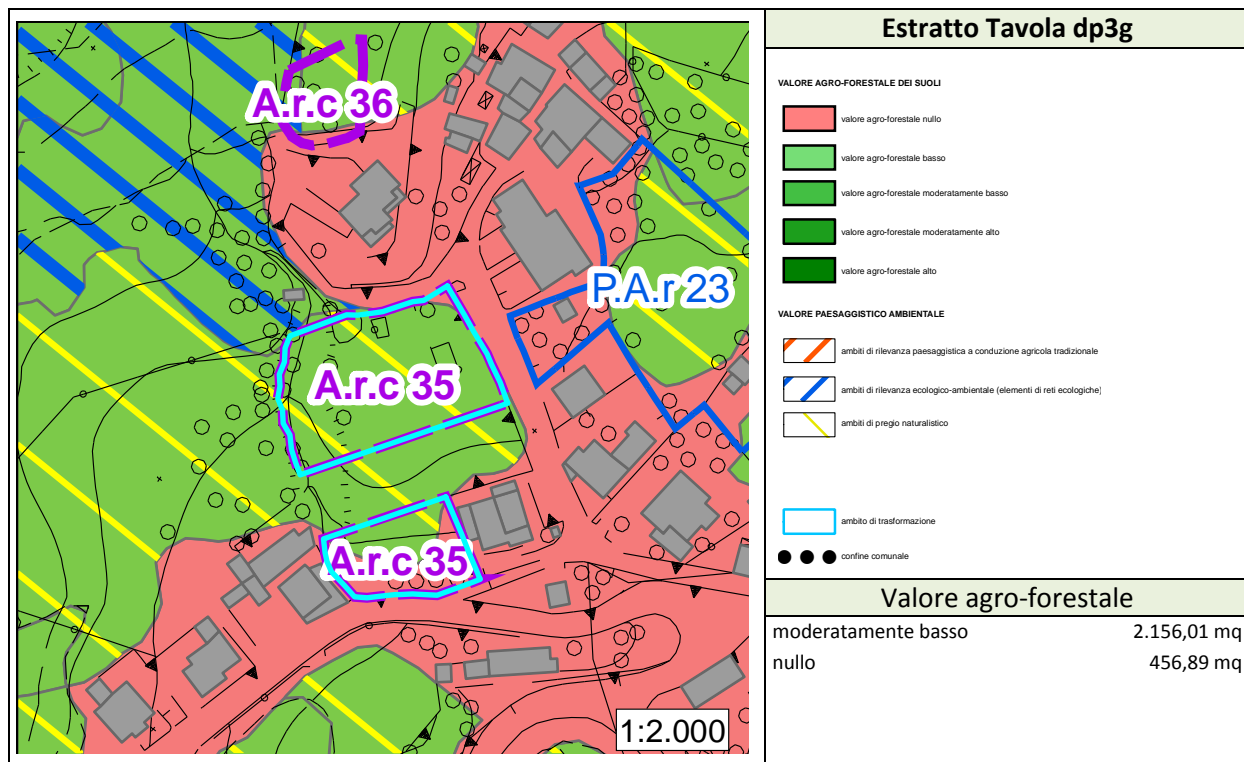 A.r.c 36
P.A.r 23
A.r.c 35
A.r.c 35
1:2.000
Estratto Tavola dp3g
VALORE AGRO-FORESTALE DEI SUOLI
valore agro-forestale nullo
valore agro-forestale basso
valore agro-forestale moderatamente basso
valore agro-forestale moderatamente alto
valore agro-forestale alto
VALORE PAESAGGISTICO AMBIENTALE
ambiti di rilevanza paesaggistica a conduzione agricola tradizionale
ambiti di rilevanza ecologico-ambientale (elementi di reti ecologiche)
ambiti di pregio naturalistico
ambito di trasformazione
confine comunale
Valore agro-forestale
moderatamente basso 2.156,01 mq
nullo 456,89 mq